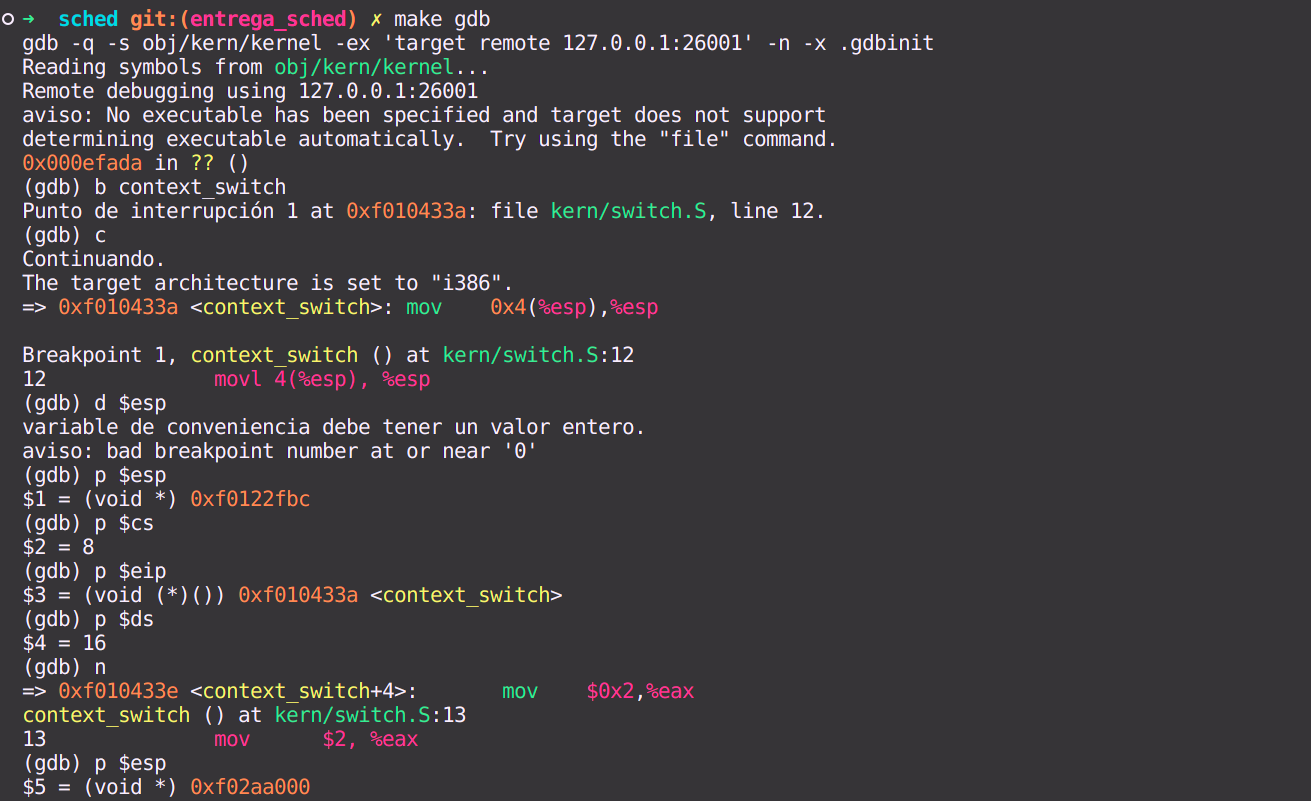 ➜ sched git:(entrega_sched) ✗ make gdb
gdb -q -s obj/kern/kernel -ex 'target remote 127.0.0.1:26001' -n -x .gdbinit
Reading symbols from obj/kern/kernel...
Remote debugging using 127.0.0.1:26001
aviso: No executable has been specified and target does not support
determining executable automatically.  Try using the "file" command.
0x000efada in ?? ()
(gdb) b context_switch
Punto de interrupción 1 at 0xf010433a: file kern/switch.S, line 12.
(gdb) c
Continuando.
The target architecture is set to "i386".
=> 0xf010433a <context_switch>: mov    0x4(%esp),%esp
Breakpoint 1, context_switch () at kern/switch.S:12
12              movl 4(%esp), %esp
(gdb) d $esp
variable de conveniencia debe tener un valor entero.
aviso: bad breakpoint number at or near '0'
(gdb) p $esp
$1 = (void *) 0xf0122fbc
(gdb) p $cs
$2 = 8
(gdb) p $eip
$3 = (void (*)()) 0xf010433a <context_switch>
(gdb) p $ds
$4 = 16
(gdb) n
=> 0xf010433e <context_switch+4>:       mov    $0x2,%eax
context_switch () at kern/switch.S:13
13              mov      $2, %eax
(gdb) p $esp
$5 = (void *) 0xf02aa000